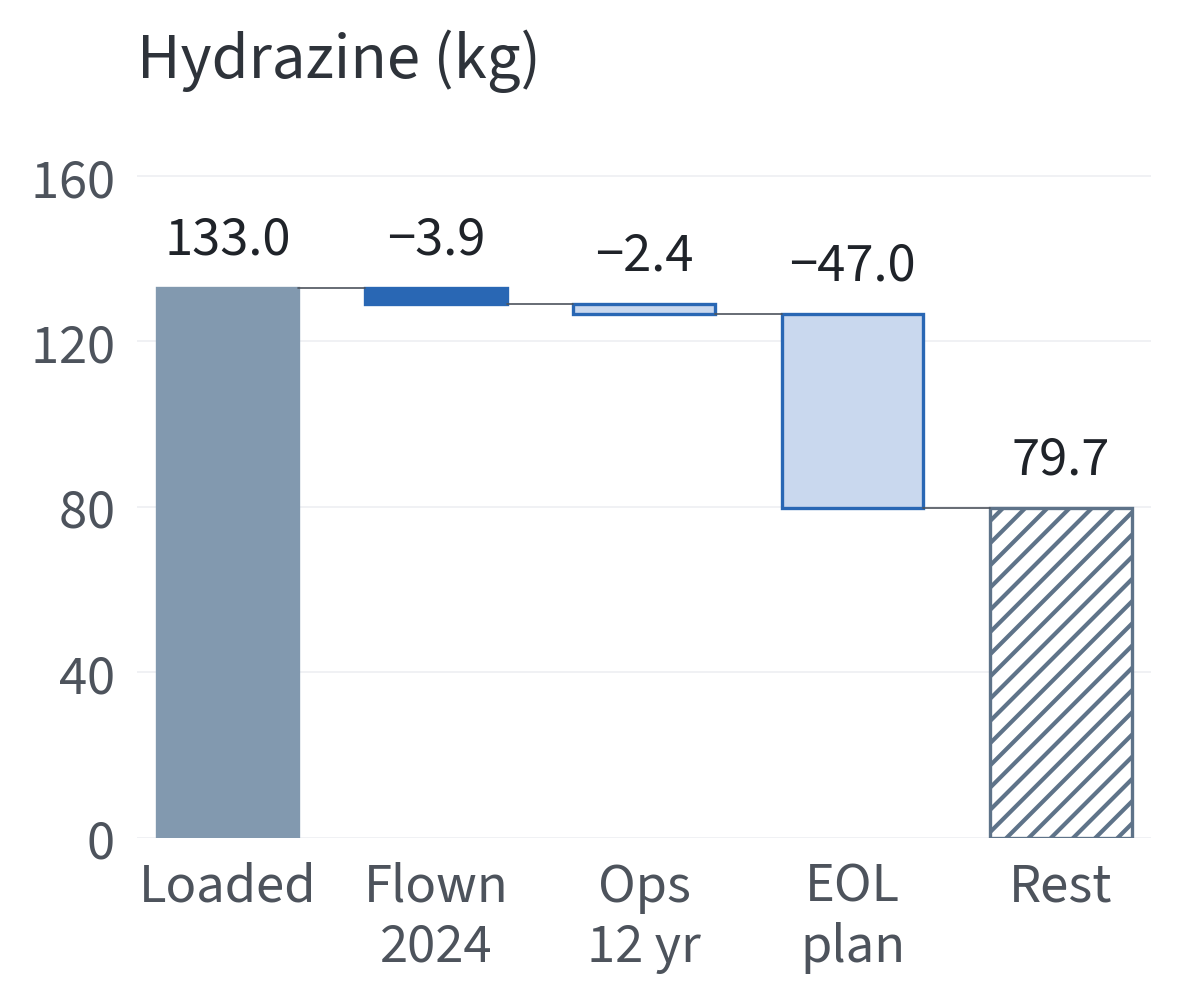 Hydrazine (kg)
160
120
80
40
0
133.0
−3.9
−2.4
−47.0
79.7
Loaded
Flown
2024
Ops
12 yr
EOL
plan
Rest